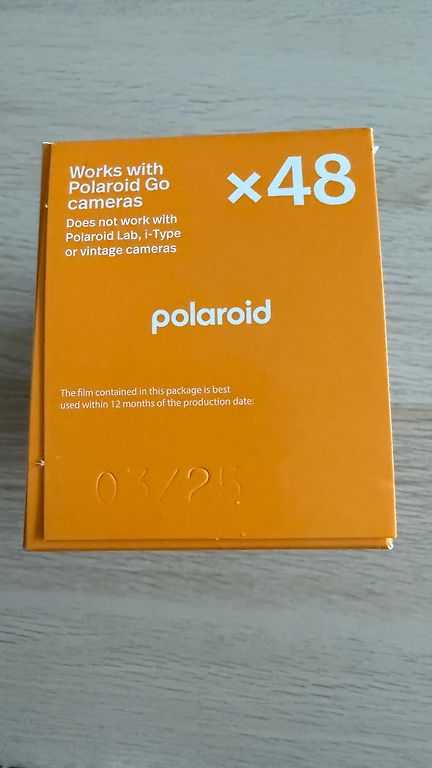 Works with
Polaroid Go
cameras
×48
Does not work with
Polaroid Lab, i-Type
or vintage cameras
polaroid
The film contained in this package is best
used within 12 months of the production date:
03/25